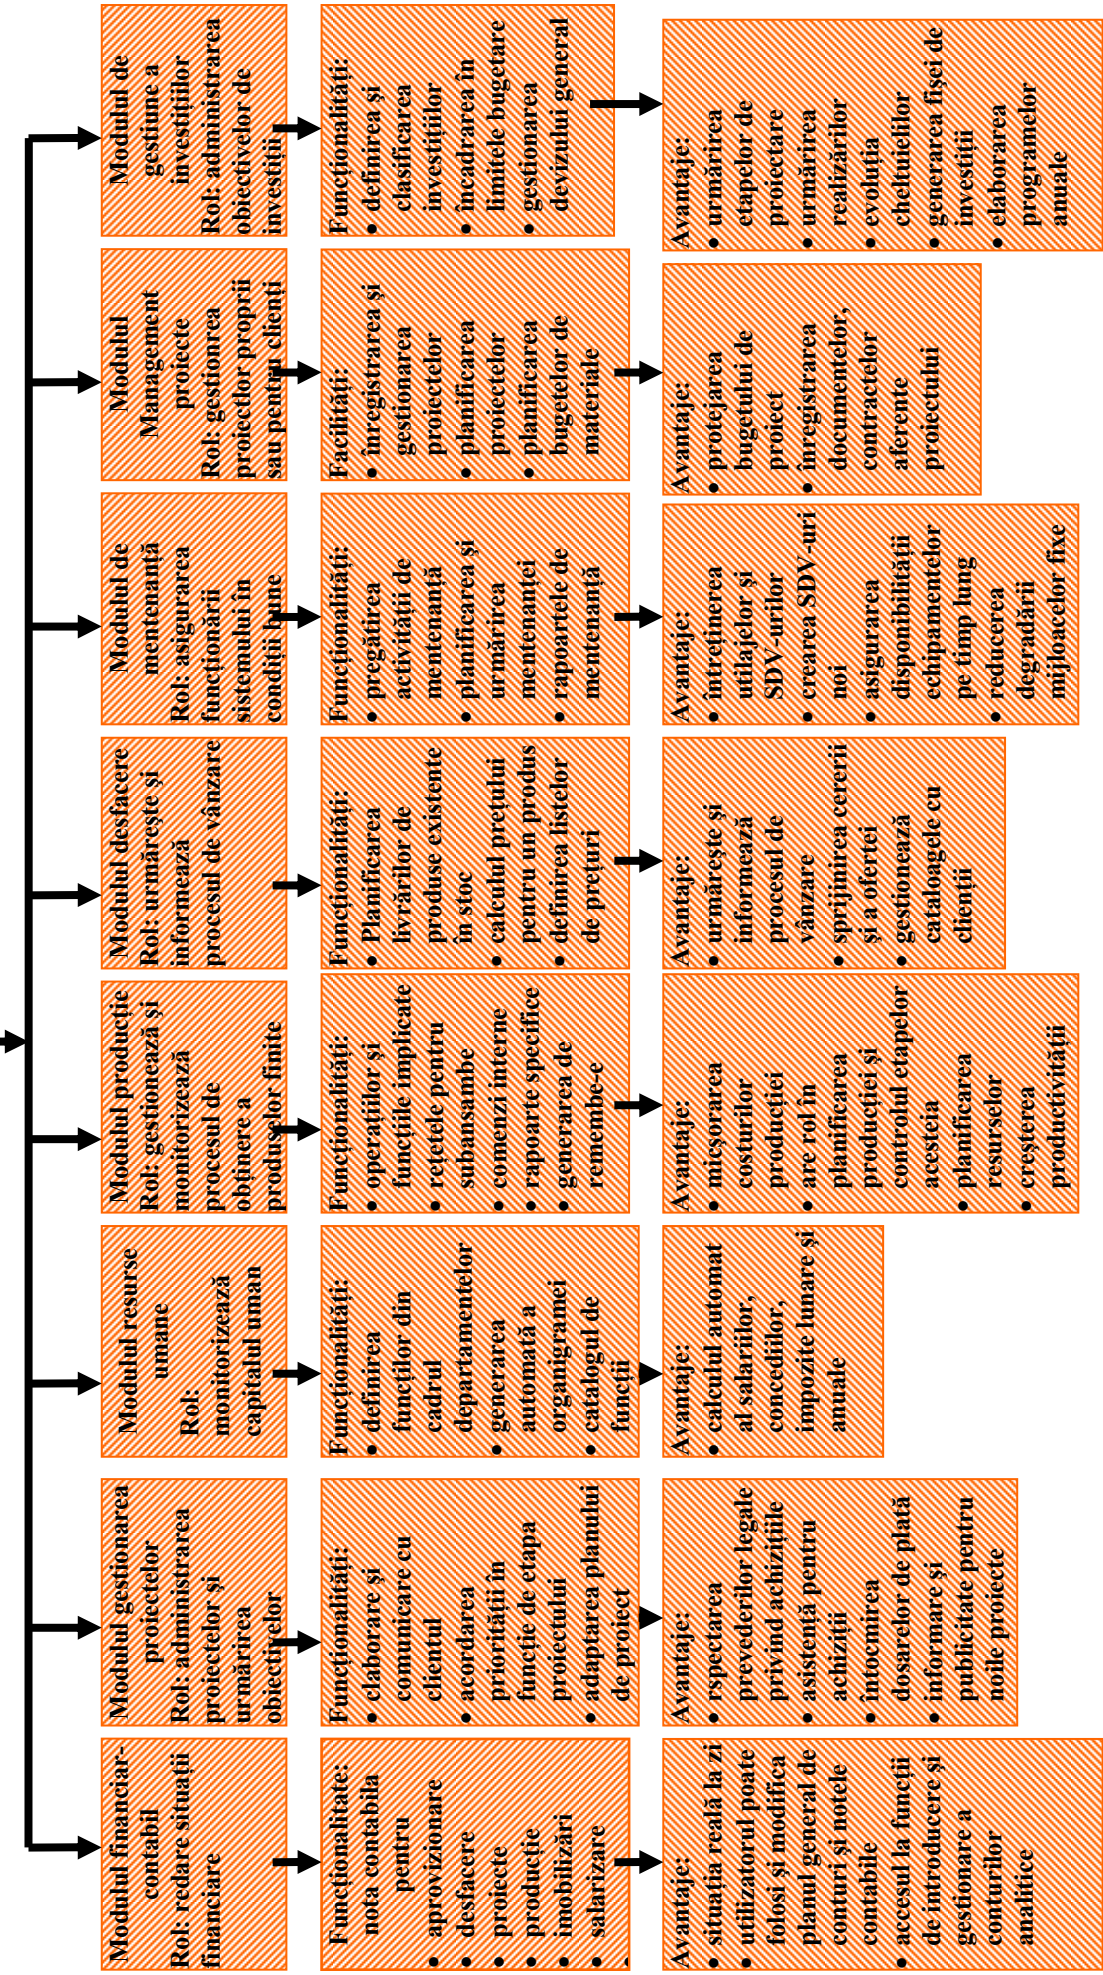 Modulul financiar-
contabil
Rol: redare situații
financiare
Funcționalitate:
nota contabila
pentru
• aprovizionare
• desfacere
• proiecte
• producție
• imobilizări
• salarizare
Avantaje:
• situația reală la zi
• utilizatorul poate
folosi și modifica
planul general de
conturi și notele
contabile
• accesul la funcții
de introducere și
gestionare a
conturilor
analitice
Modulul gestionarea
proiectelor
Rol: administrarea
proiectelor și
urmărirea
obiectivelor
Funcționalități:
• claborare și
comunicare cu
clientul
• acordarea
priorității în
funcție de etapa
proiectului
• adaptarea planului
de proiect
Avantaje:
• rspectarea
prevederilor legale
privind achizițiile
• asistență pentru
achiziții
• întocmirea
dosarelor de plată
• informare și
publicitate pentru
noile proiecte
Modulul resurse
umane
Rol:
monitorizează
capitalul uman
Funcționalități:
• definirea
funcțiilor din
cadrul
departamentelor
• generarea
automată a
organigramei
• catalogul de
funcții
Avantaje:
• calculul automat
al salariilor,
concediilor,
impozite lunare și
anuale
Modulul producție
Rol: gestionează și
monitorizează
procesul de
obținere a
produselor finite
Funcționalități:
• operațiilor și
funcțiile implicate
• rețetele pentru
subansambe
• comenzi interne
• rapoarte specifice
• generarea de
remembe-e
Avantaje:
• micșorarea
costurilor
producției
• are rol în
planificarea
producției și
controlul etapelor
acesteia
• planificarea
resurselor
• creșterea
productivității
Modulul desfacere
Rol: urmărește și
informează
procesul de vânzare
Funcționalități:
• Planificarea
livrărilor de
produse existente
în stoc
• calculul prețului
pentru un produs
• definirea listelor
de prețuri
Avantaje:
• urmărește și
informează
procesul de
vânzare
• sprijinirea cererii
și a ofertei
• gestionează
cataloagele cu
clienții
Modulul de
mentenanță
Rol: asigurarea
funcționării
sistemului în
condiții bune
Funcționalități:
• pregătirea
activității de
mentenanță
• planificarea și
urmărirea
mentenanței
• rapoartele de
mentenanță
Avantaje:
• întreținerea
utilajelor și
SDV-urilor
• crearea SDV-uri
noi
• asigurarea
disponibilității
echipamentelor
pe timp lung
• reducerea
degradării
mijloacelor fixe
Modulul
Management
proiecte
Rol: gestionrea
proiectlor proprii
sau pentru clienți
Facilități:
• înregistrarea și
gestionarea
proiectelor
• planificarea
proiectelor
• planificarea
bugetelor de
materiale
Avantaje:
• protejarea
bugetului de
proiect
• înregistrarea
documentelor,
contractelor
aferente
proiectului
Modulul de
gestiune a
investițiilor
Rol: administrarea
obiectivelor de
investiții
Funcționalități:
• definirea și
clasificarea
investițiilor
• încadrarea în
limitele bugetare
• gestionarea
devizului general
Avantaje:
• urmărirea
etapelor de
proiectare
• urmărirea
realizărilor
• evoluția
cheltuielilor
• generarea fișei de
investiții
• elaborarea
programelor
anuale